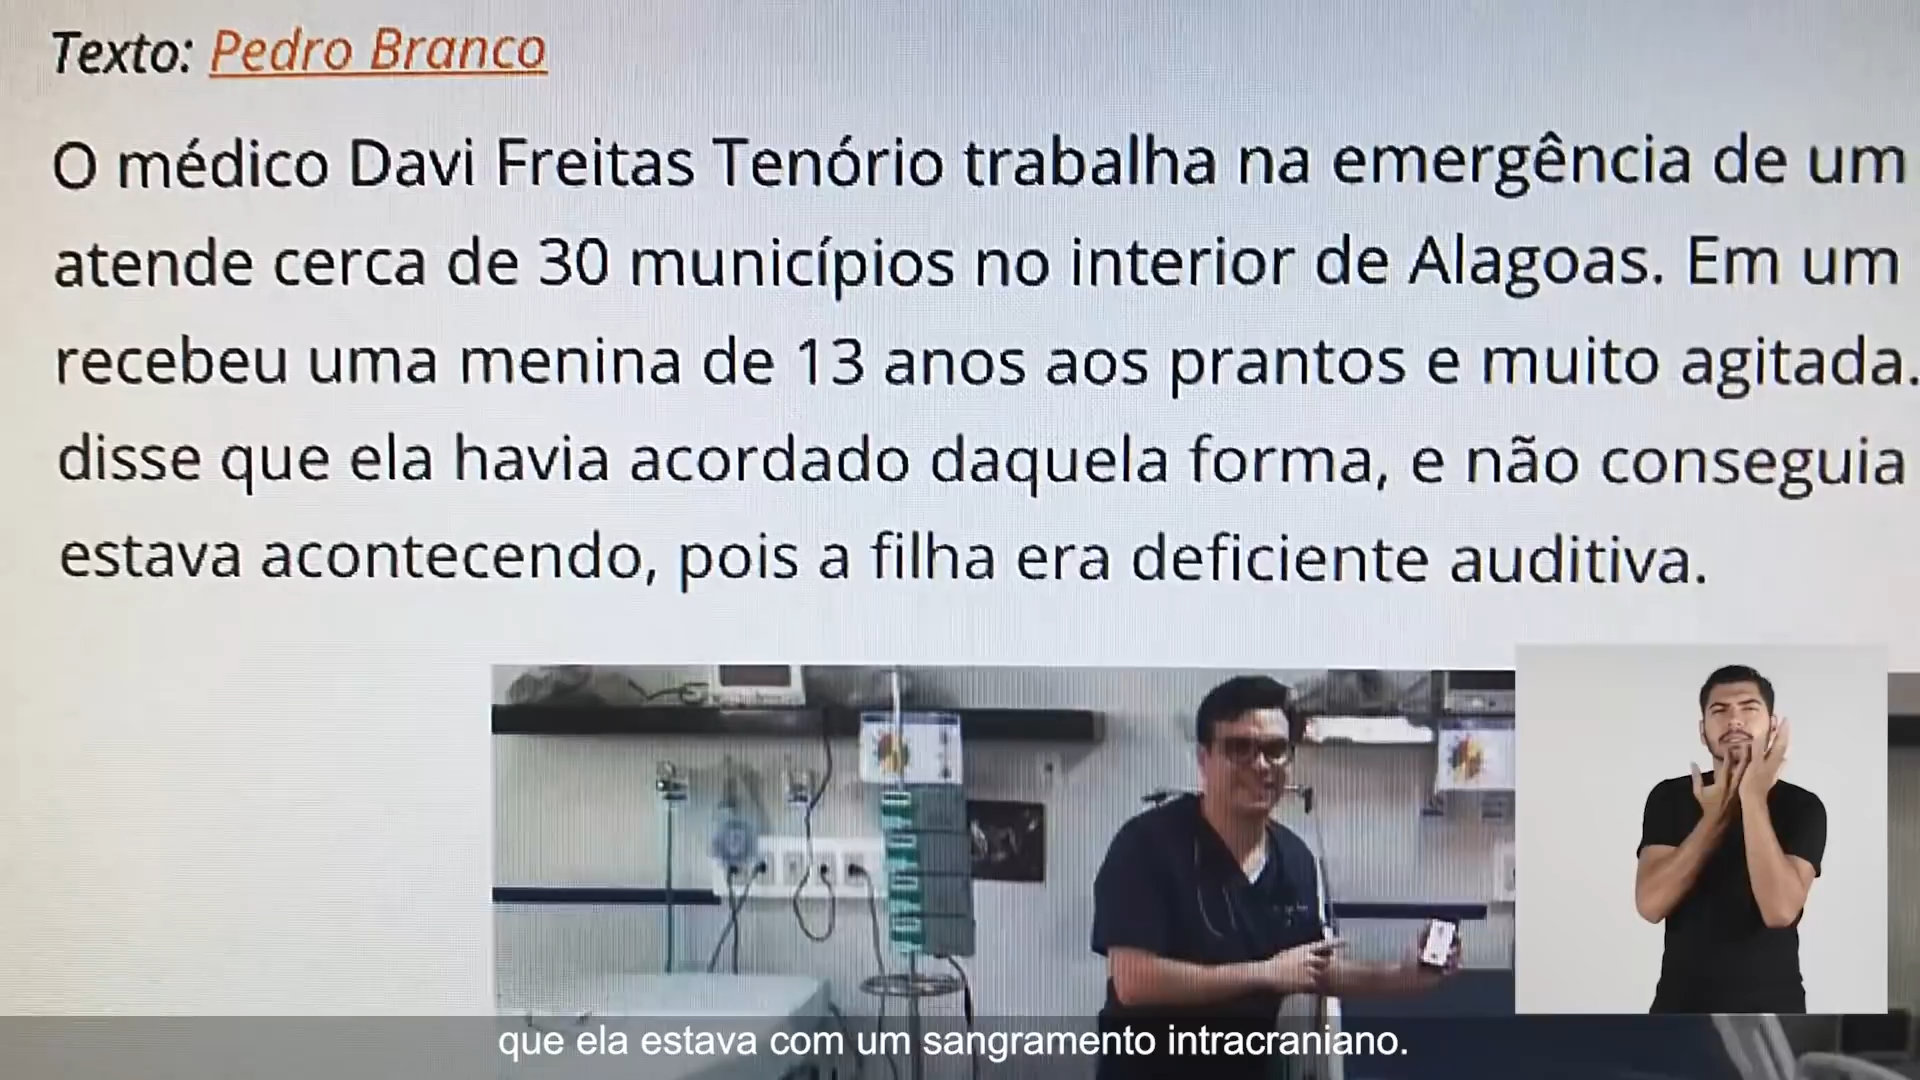 Texto: Pedro Branco
O médico Davi Freitas Tenório trabalha na emergência de um
atende cerca de 30 municípios no interior de Alagoas. Em um
recebeu uma menina de 13 anos aos prantos e muito agitada.
disse que ela havia acordado daquela forma, e não conseguia
estava acontecendo, pois a filha era deficiente auditiva.
que ela estava com um sangramento intracraniano.